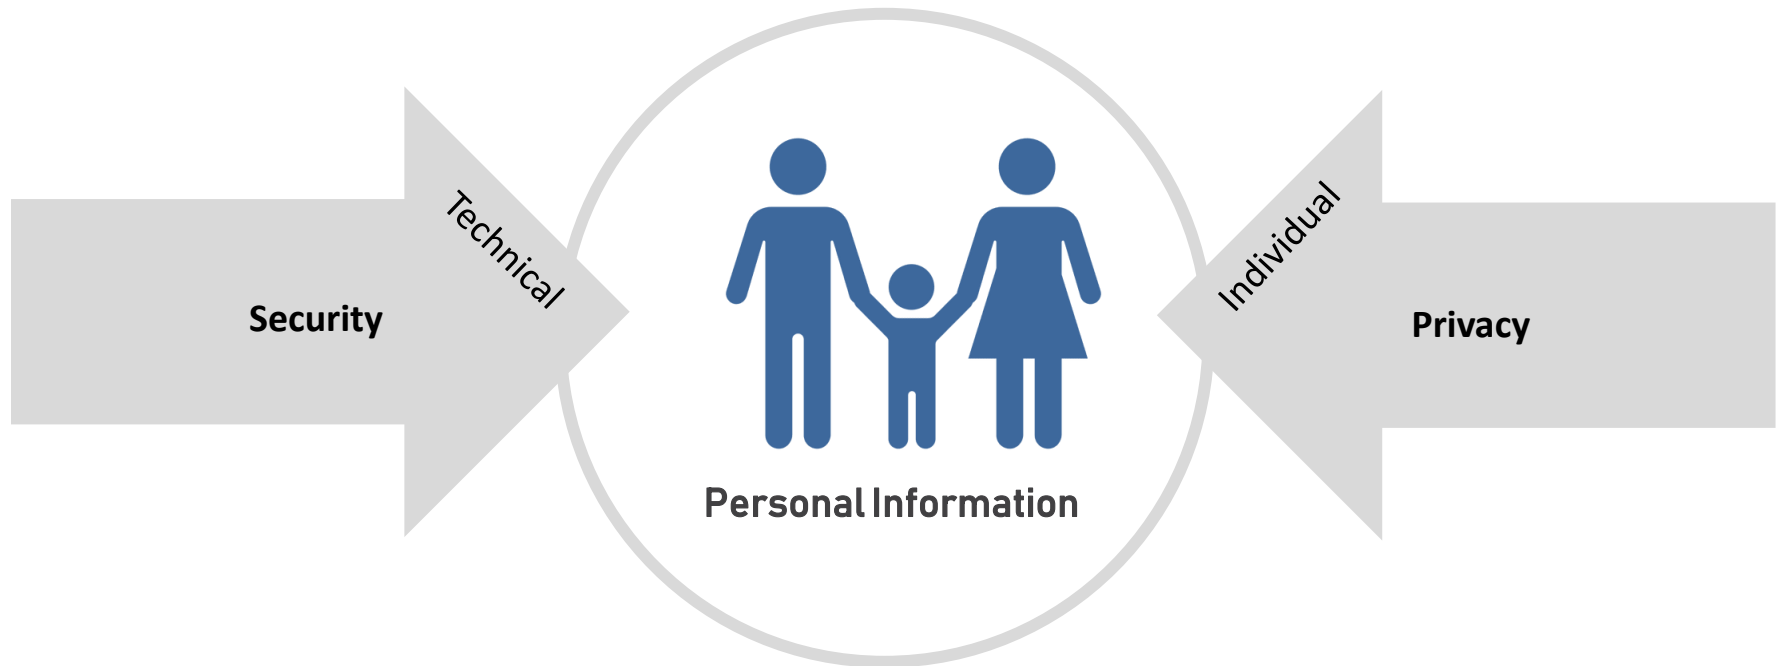 Security
Technical
Personal Information
Individual
Privacy